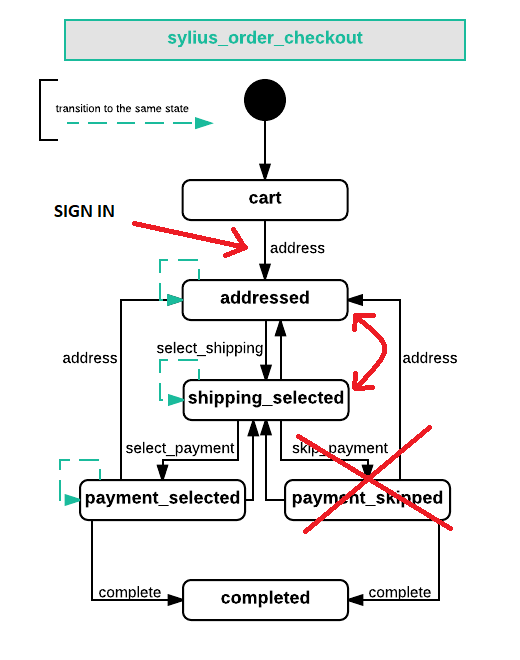 sylius_order_checkout
transition to the same state
cart
SIGN IN
address
addressed
select_shipping
address
address
shipping_selected
select_payment
skip_payment
payment_selected
payment_skipped
complete
complete
completed